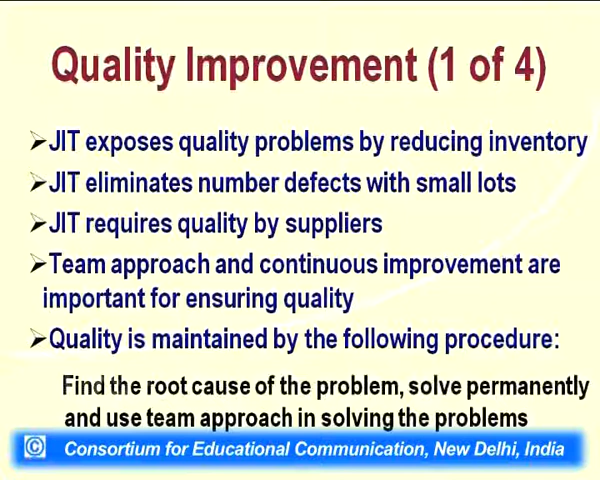 Quality Improvement (1 of 4)
➢JIT exposes quality problems by reducing inventory
➢JIT eliminates number defects with small lots
➢JIT requires quality by suppliers
➢Team approach and continuous improvement are
important for ensuring quality
➢Quality is maintained by the following procedure:
Find the root cause of the problem, solve permanently
and use team approach in solving the problems
© Consortium for Educational Communication, New Delhi, India